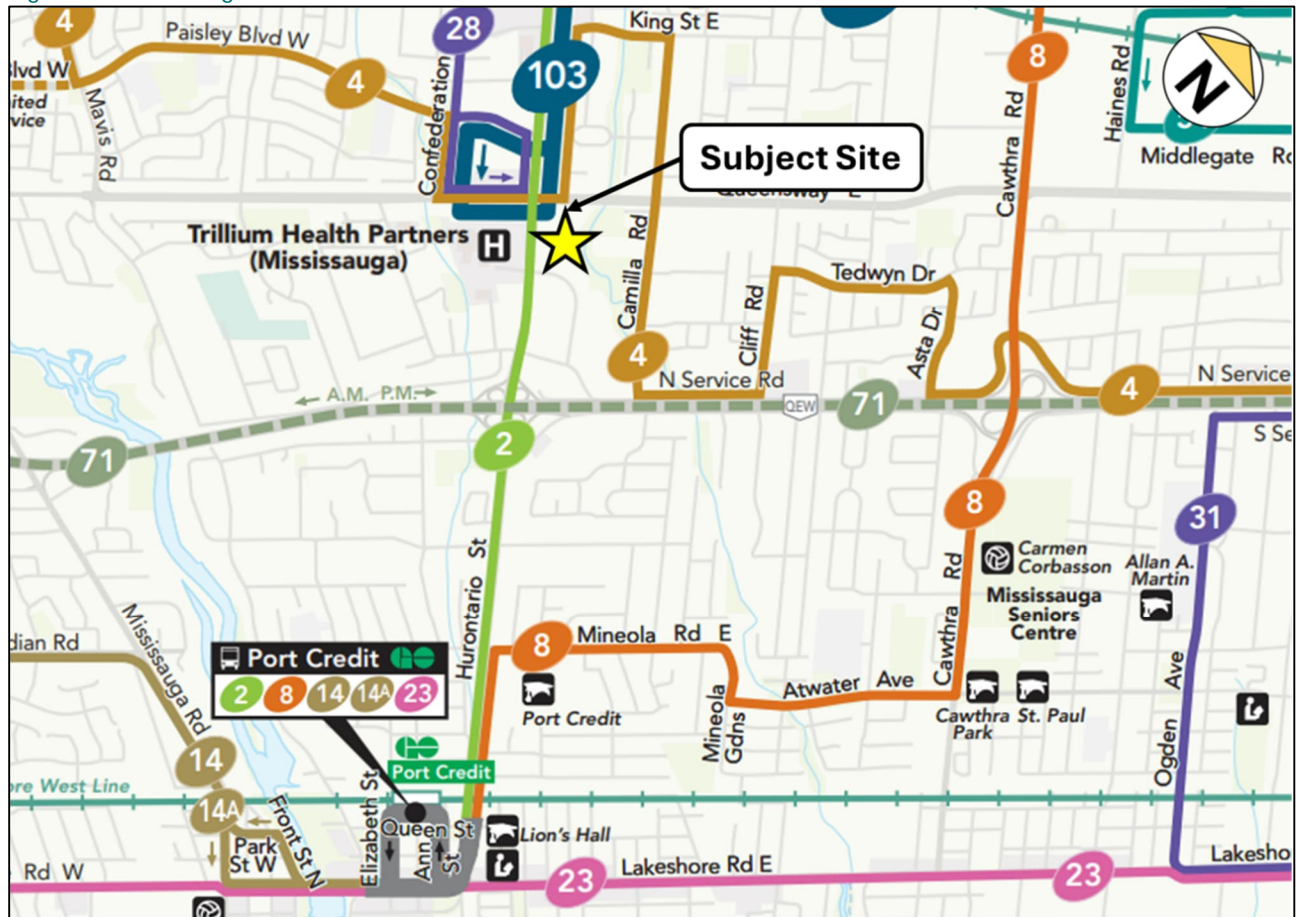 4
Paisley Blvd W
28
103
King St E
8
Haines Rd
N
Blvd W
4
Mavis Rd
Confederation
Cawthra Rd
Middlegate
Subject Site
Trillium Health Partners
(Mississauga)
H
Camilla Rd
Cliff Rd
Tedwyn Dr
Asta Dr
4
N Service Rd
A.M. P.M.
QEW
71
4
N Service
71
2
8
31
Hurontario St
Cawthra Rd
Carmen
Corbasson
Mississauga
Seniors
Centre
Allan A.
Martin
Mississauga Rd
dian Rd
Port Credit GO
2 8 14 14A 23
8
Mineola Rd E
Port Credit
Mineola
Gdns
Atwater Ave
Cawthra
Park
St. Paul
Ogden Ave
14
GO
Port Credit
ore West Line
14A
Front St N
Park
St W
Elizabeth St
Queen St
Ann
St
Lion's Hall
Rd W
23
Lakeshore Rd E
23
Lakesho